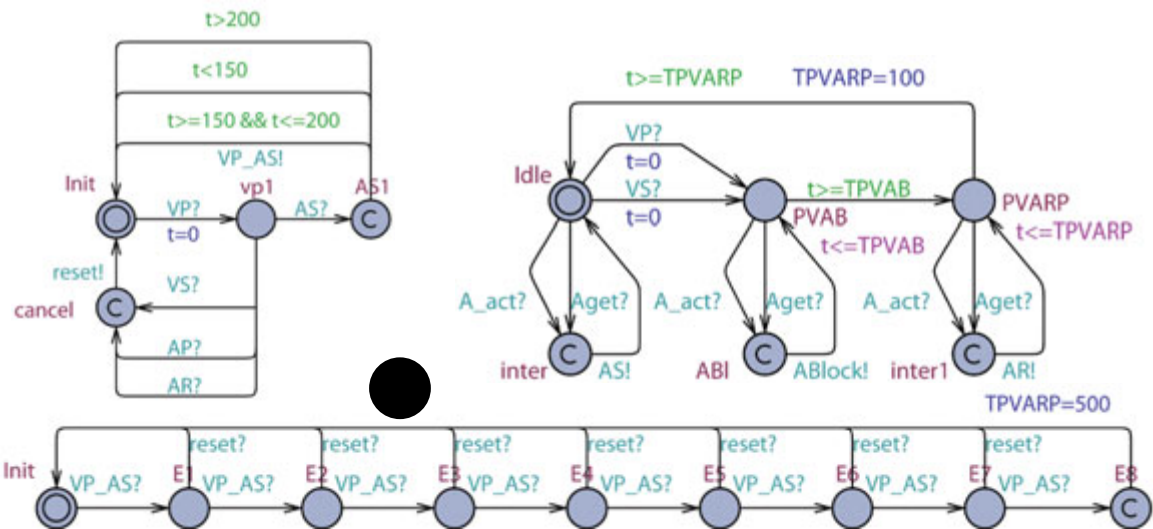 t>200
t<150
t>=150 && t<=200
VP_AS!
Init
vp1
AS1
VP?
t=0
AS?
C
reset!
VS?
cancel
C
AP?
AR?
t>=TPVARP TPVARP=100
VP?
t=0
Idle
VS?
t=0
t>=TPVAB
PVAB
PVARP
t<=TPVAB
t<=TPVARP
A_act? Aget? A_act? Aget? A_act? Aget?
C C C
inter AS! ABl ABlock! inter1 AR!
TPVARP=500
reset? reset? reset? reset? reset? reset? reset?
Init E1 E2 E3 E4 E5 E6 E7 E8
VP_AS? VP_AS? VP_AS? VP_AS? VP_AS? VP_AS? VP_AS? VP_AS?
C